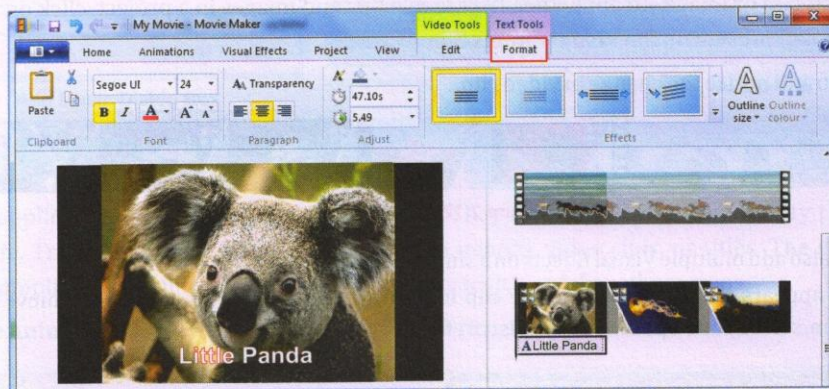 My Movie - Movie Maker
Video Tools Text Tools
Home Animations Visual Effects Project View Edit Format
Paste
Segoe UI 24
B I A A A
Transparency
47.10s
5.49
Outline size
Outline colour
Clipboard Font Paragraph Adjust Effects
Little Panda
A Little Panda